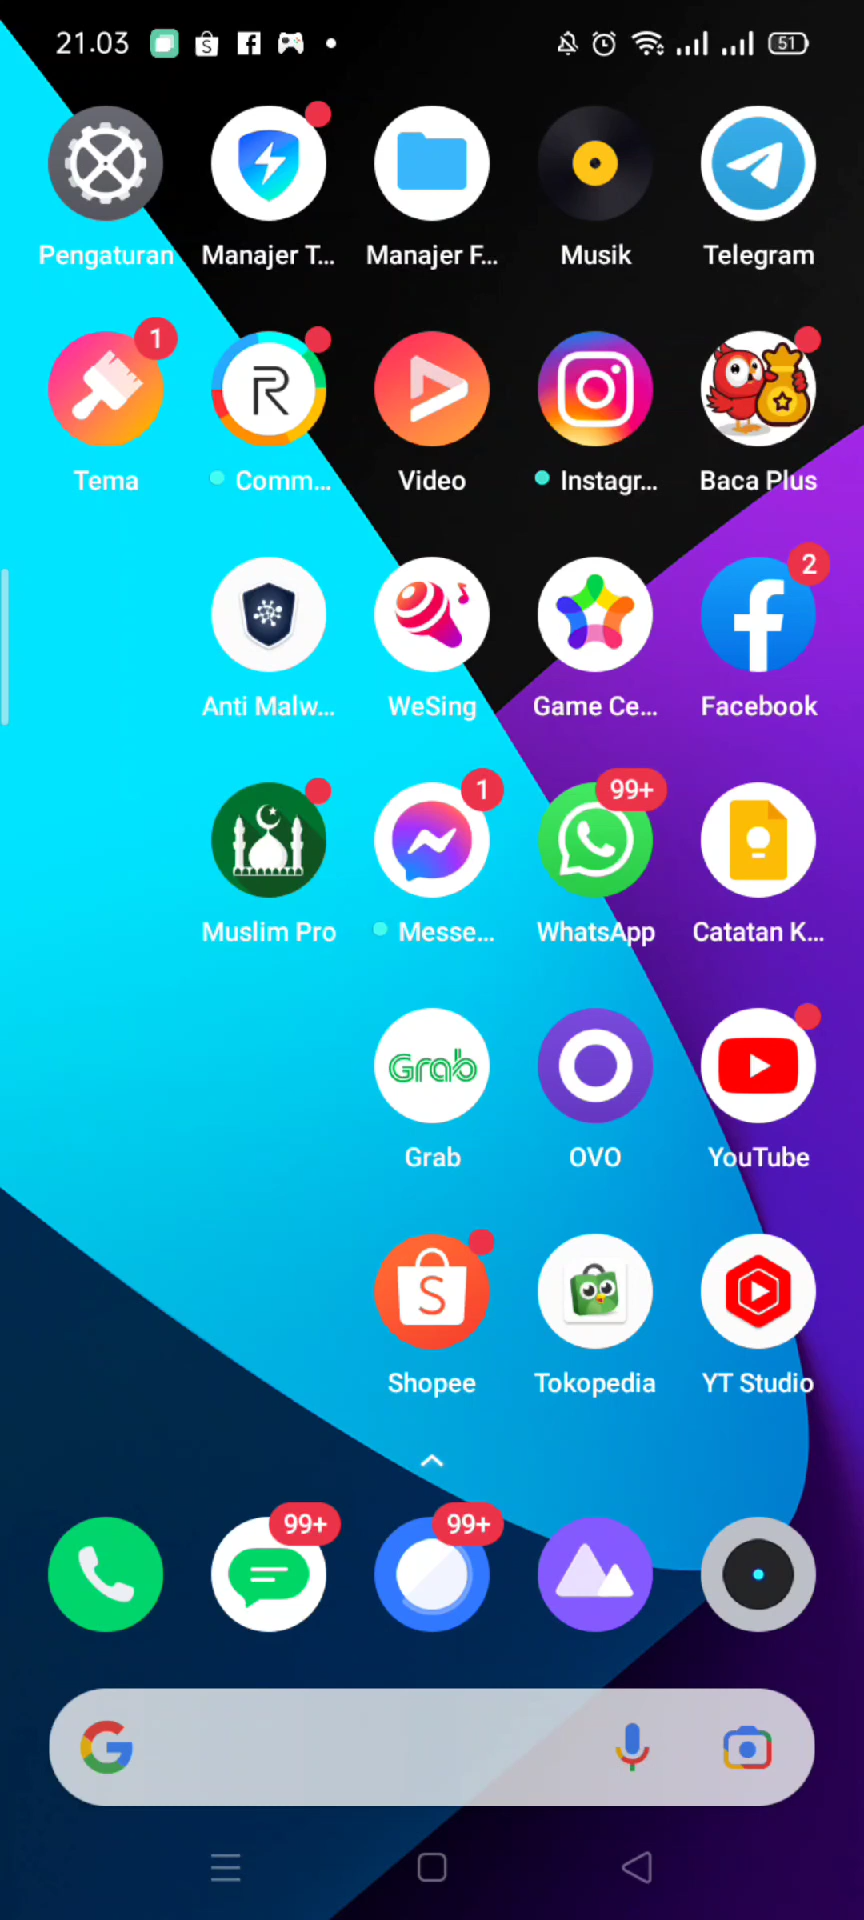 21.03
51
Pengaturan
Manajer T...
Manajer F...
Musik
Telegram
1
Tema
Comm...
Video
Instagr...
Baca Plus
2
Anti Malw...
WeSing
Game Ce...
Facebook
1
99+
Muslim Pro
Messe...
WhatsApp
Catatan K...
Grab
Grab
OVO
YouTube
S
Shopee
Tokopedia
YT Studio
99+
99+